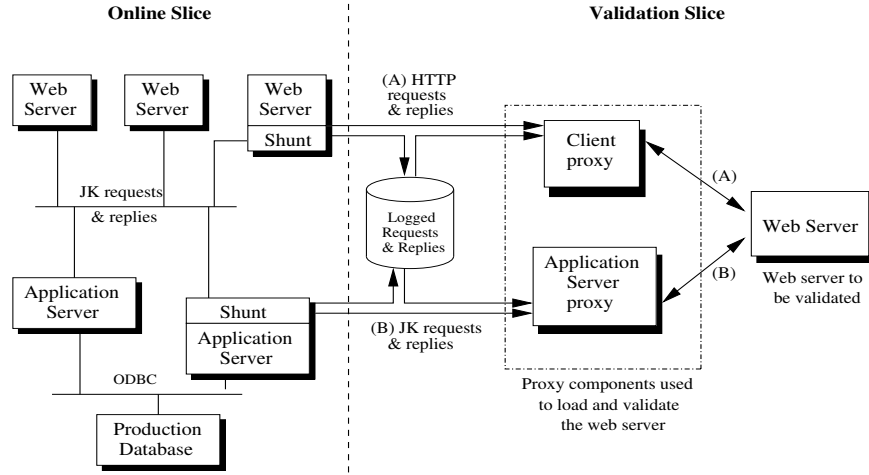 Online Slice
Validation Slice
Web
Server
Web
Server
Web
Server
Shunt
(A) HTTP
requests
& replies
Client
proxy
(A)
JK requests
& replies
Logged
Requests
& Replies
Web Server
Web server to
be validated
Application
Server
Shunt
Application
Server
(B) JK requests
& replies
Application
Server
proxy
(B)
ODBC
Production
Database
Proxy components used
to load and validate
the web server